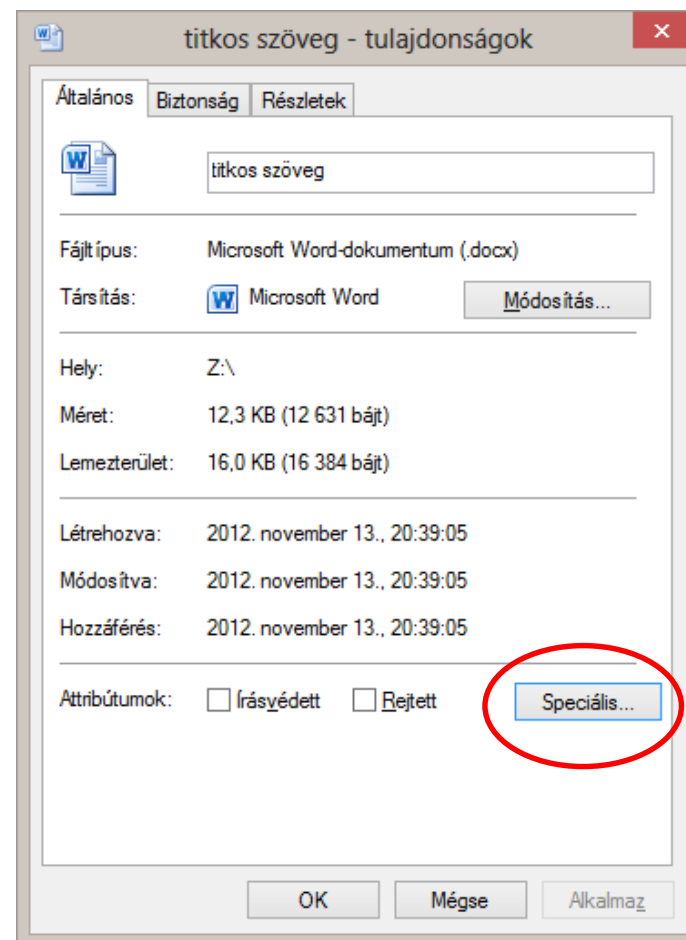 titkos szöveg - tulajdonságok
Általános Biztonság Részletek
titkos szöveg
Fájltípus: Microsoft Word-dokumentum (.docx)
Társítás: Microsoft Word Módosítás...
Hely: Z:\
Méret: 12,3 KB (12 631 bájt)
Lemezterület: 16,0 KB (16 384 bájt)
Létrehozva: 2012. november 13., 20:39:05
Módosítva: 2012. november 13., 20:39:05
Hozzáférés: 2012. november 13., 20:39:05
Attribútumok: Írásvédett Rejtett Speciális...
OK Mégse Alkalmaz